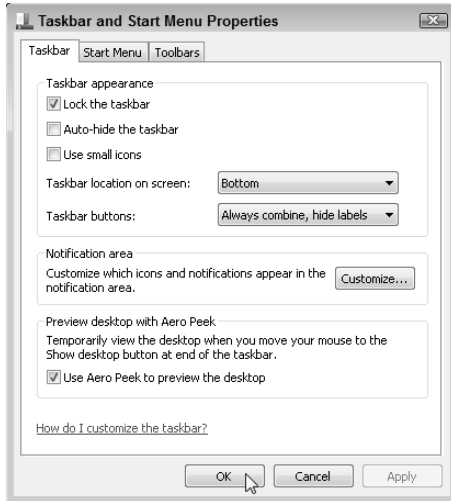 Taskbar and Start Menu Properties
Taskbar Start Menu Toolbars
Taskbar appearance
Lock the taskbar
Auto-hide the taskbar
Use small icons
Taskbar location on screen: Bottom
Taskbar buttons: Always combine, hide labels
Notification area
Customize which icons and notifications appear in the
notification area.
Customize...
Preview desktop with Aero Peek
Temporarily view the desktop when you move your mouse to the
Show desktop button at end of the taskbar.
Use Aero Peek to preview the desktop
How do I customize the taskbar?
OK Cancel Apply